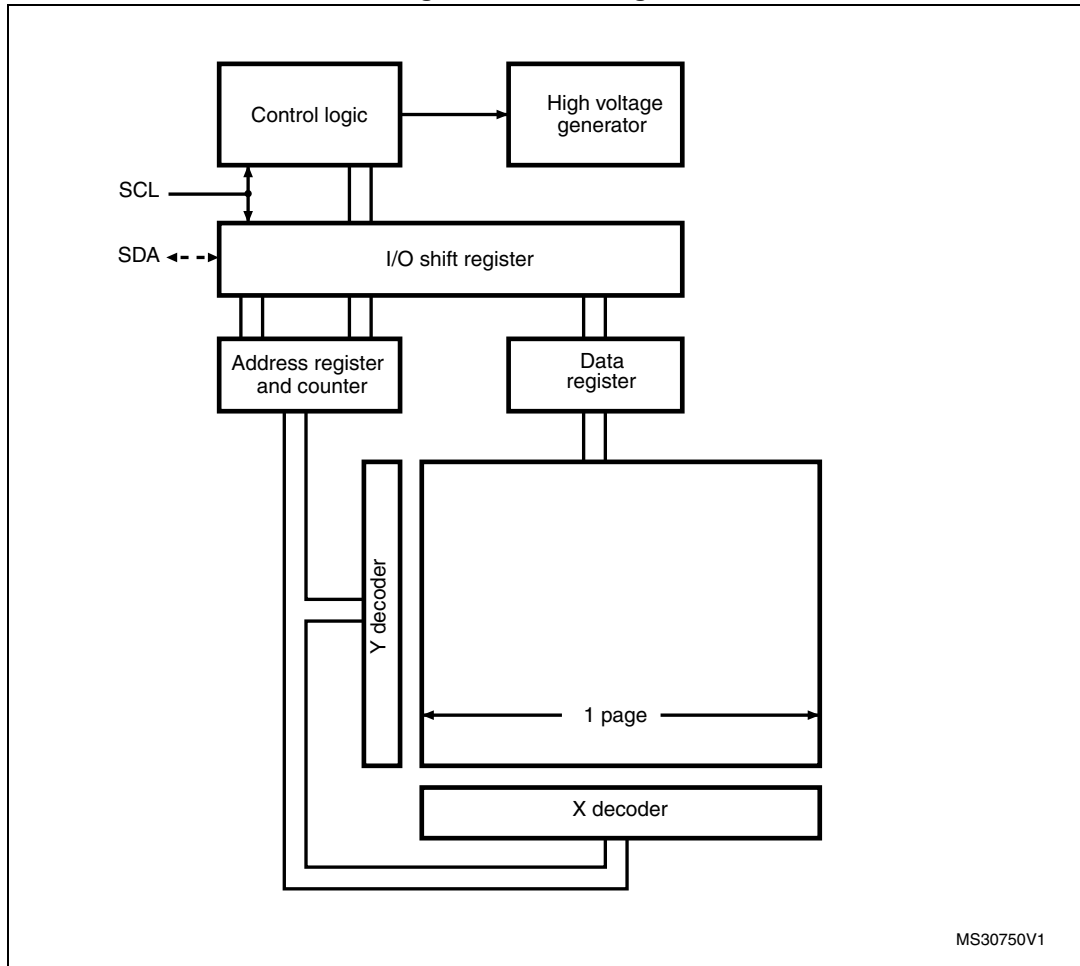 Control logic
High voltage
generator
SCL
SDA
I/O shift register
Address register
and counter
Data
register
Y decoder
1 page
X decoder
MS30750V1